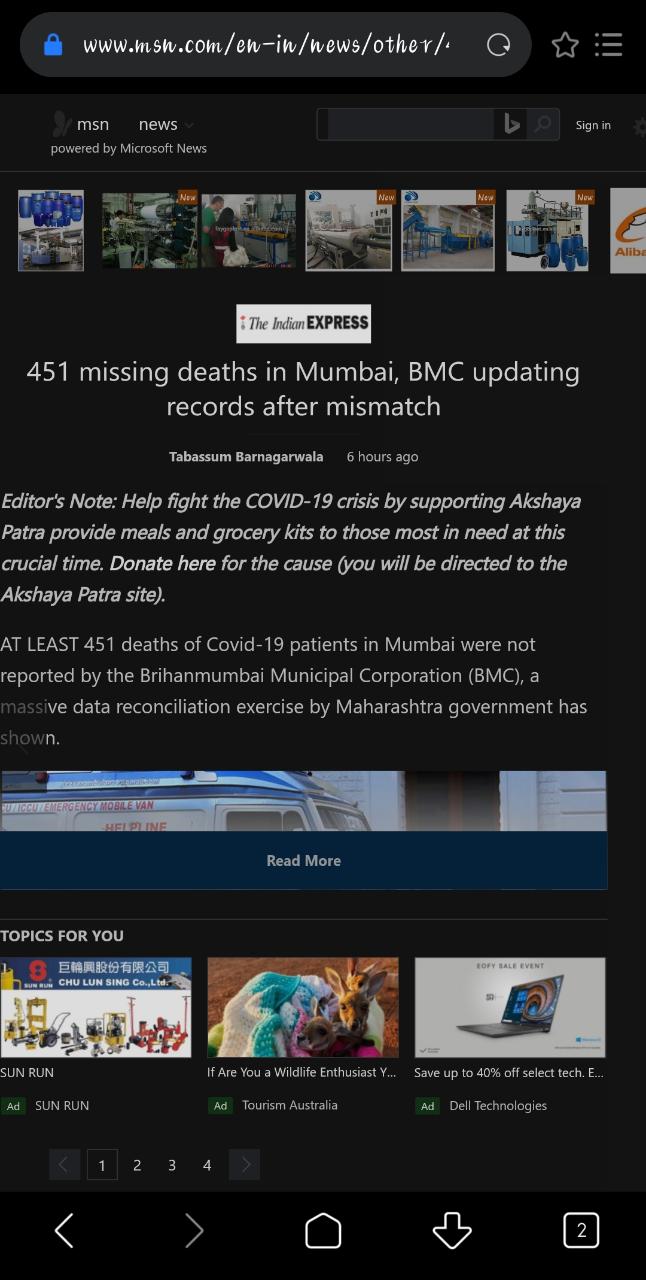 www.msn.com/en-in/news/other/
msn news
powered by Microsoft News
Sign in
New
New
New
New
Aliba
The Indian EXPRESS
451 missing deaths in Mumbai, BMC updating
records after mismatch
Tabassum Barnagarwala 6 hours ago
Editor's Note: Help fight the COVID-19 crisis by supporting Akshaya
Patra provide meals and grocery kits to those most in need at this
crucial time. Donate here for the cause (you will be directed to the
Akshaya Patra site).
AT LEAST 451 deaths of Covid-19 patients in Mumbai were not
reported by the Brihanmumbai Municipal Corporation (BMC), a
massive data reconciliation exercise by Maharashtra government has
shown.
/ICCU/EMERGENCY MOBILE VAN
HELPLINE
Read More
TOPICS FOR YOU
巨輪興股份有限公司
SUN RUN CHU LUN SING Co.,Ltd.
EOFY SALE EVENT
SUN RUN
If Are You a Wildlife Enthusiast Y...
Save up to 40% off select tech. E...
Ad SUN RUN
Ad Tourism Australia
Ad Dell Technologies
1 2 3 4
2